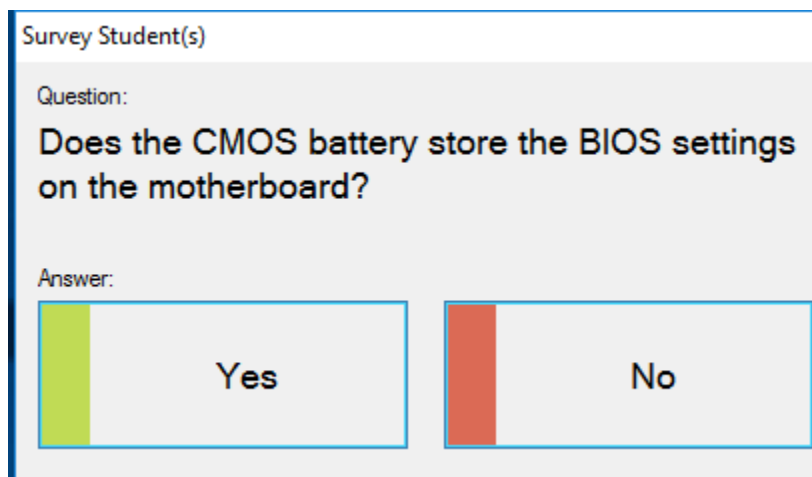 Survey Student(s)
Question:
Does the CMOS battery store the BIOS settings
on the motherboard?
Answer:
Yes
No